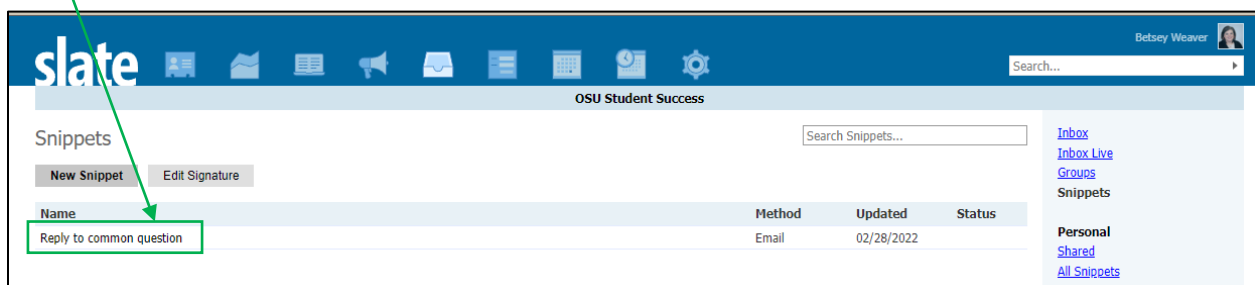 slate
Betsey Weaver
Search...
OSU Student Success
Snippets
Search Snippets...
New Snippet
Edit Signature
Name Method Updated Status
Reply to common question Email 02/28/2022
Inbox
Inbox Live
Groups
Snippets
Personal
Shared
All Snippets